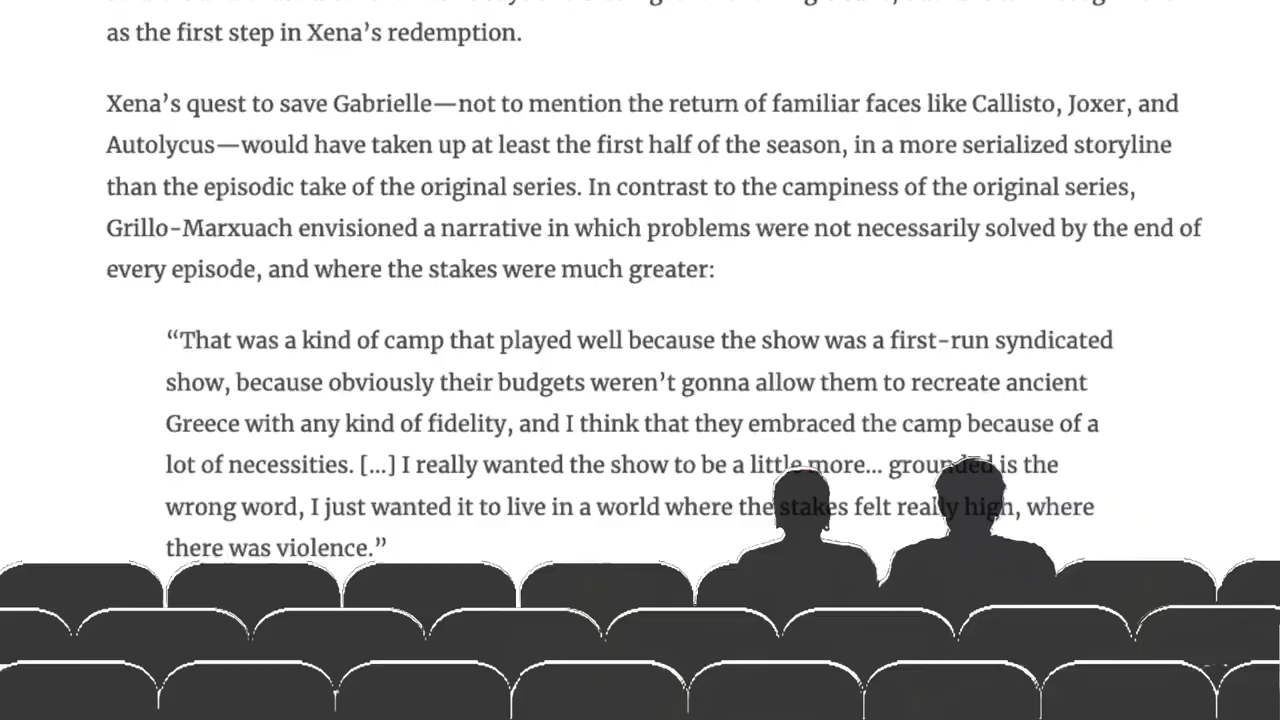 as the first step in Xena’s redemption.
Xena’s quest to save Gabrielle—not to mention the return of familiar faces like Callisto, Joxer, and
Autolycus—would have taken up at least the first half of the season, in a more serialized storyline
than the episodic take of the original series. In contrast to the campiness of the original series,
Grillo-Marxuach envisioned a narrative in which problems were not necessarily solved by the end of
every episode, and where the stakes were much greater:
“That was a kind of camp that played well because the show was a first-run syndicated
show, because obviously their budgets weren’t gonna allow them to recreate ancient
Greece with any kind of fidelity, and I think that they embraced the camp because of a
lot of necessities. [...] I really wanted the show to be a little more... grounded is the
wrong word, I just wanted it to live in a world where the stakes felt really high, where
there was violence.”